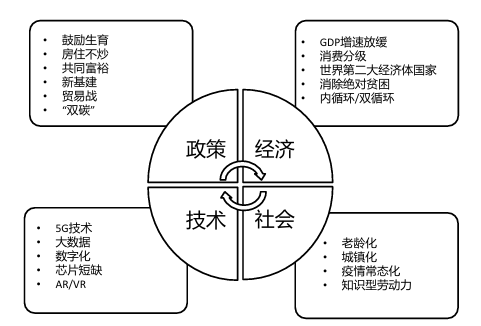 • 鼓励生育
• 房住不炒
• 共同富裕
• 新基建
• 贸易战
• “双碳”
• GDP增速放缓
• 消费分级
• 世界第二大经济体国家
• 消除绝对贫困
• 内循环/双循环
政策
经济
技术
社会
• 5G技术
• 大数据
• 数字化
• 芯片短缺
• AR/VR
• 老龄化
• 城镇化
• 疫情常态化
• 知识型劳动力